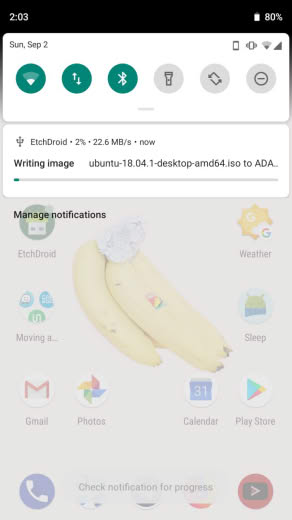 2:03 80%
Sun, Sep 2
EtchDroid • 2% • 22.6 MB/s • now
Writing image ubuntu-18.04.1-desktop-amd64.iso to ADA..
Manage notifications
EtchDroid Weather
Moving a... Sleep
31
Gmail Photos Calendar Play Store
Check notification for progress